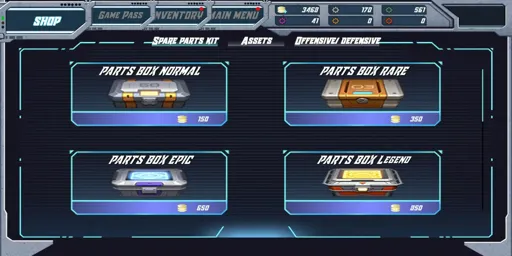 SHOP
GAME PASS
INVENTORY
MAIN MENU
3460
170
561
41
0
0
SPARE PARTS KIT
ASSETS
OFFENSIVE/ DEFENSIVE
PARTS BOX NORMAL
150
PARTS BOX RARE
350
PARTS BOX EPIC
650
PARTS BOX LEGEND
850